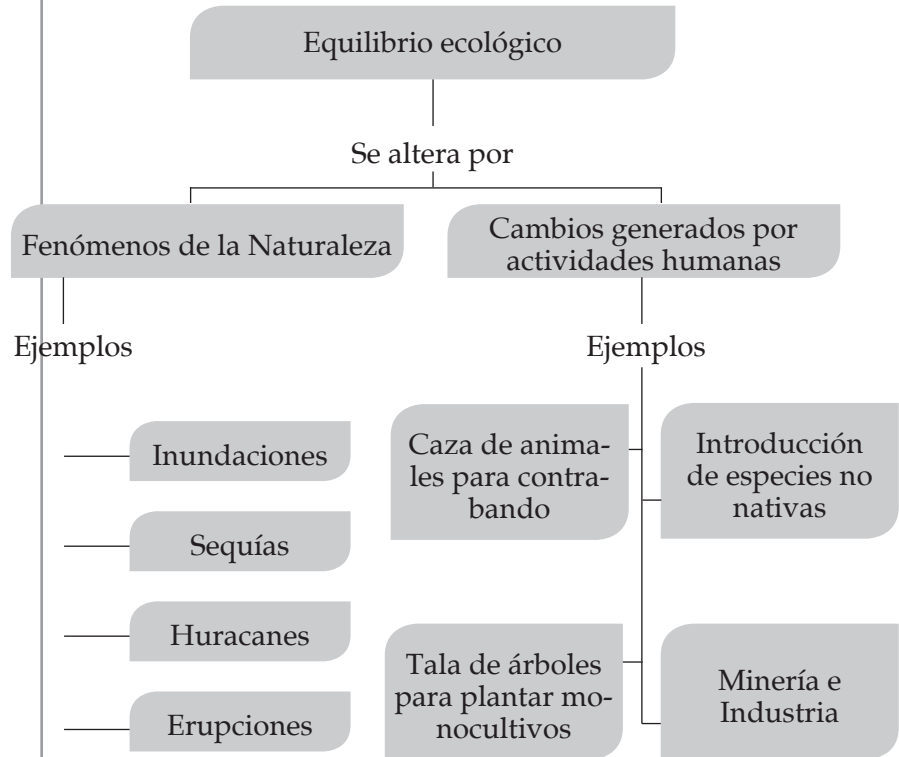 Equilibrio ecológico
Se altera por
Fenómenos de la Naturaleza
Cambios generados por
actividades humanas
Ejemplos
Inundaciones
Sequías
Huracanes
Erupciones
Ejemplos
Caza de anima-
les para contra-
bando
Introducción
de especies no
nativas
Tala de árboles
para plantar mo-
nocultivos
Minería e
Industria